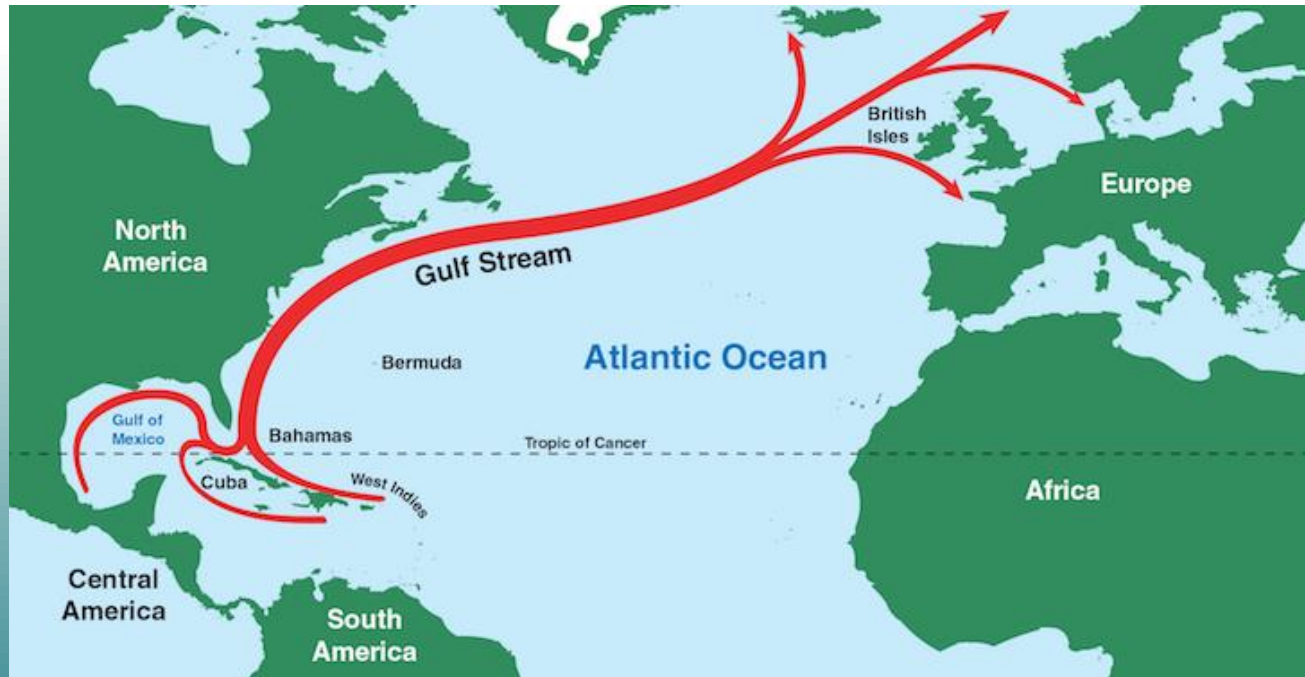 British
Isles
Europe
North
America
Gulf Stream
Bermuda
Atlantic Ocean
Gulf of
Mexico
Bahamas
Tropic of Cancer
Cuba
West Indies
Africa
Central
America
South
America